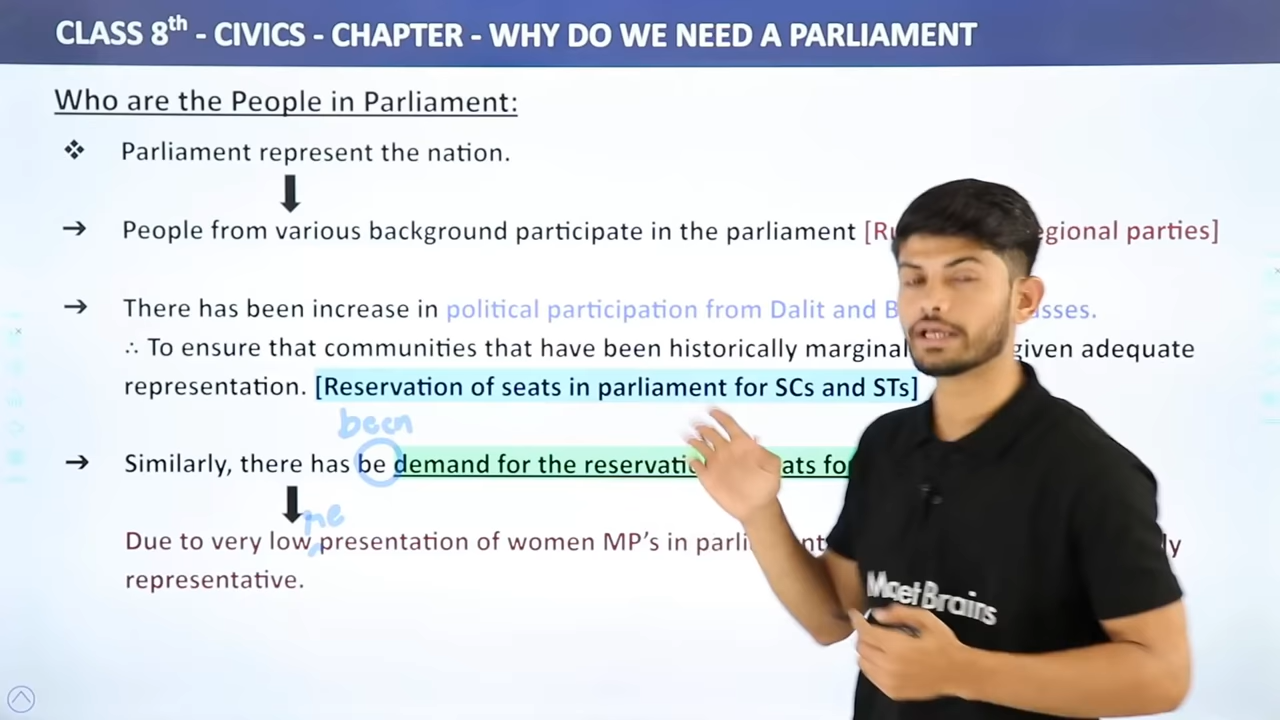 CLASS 8th - CIVICS - CHAPTER - WHY DO WE NEED A PARLIAMENT
Who are the People in Parliament:
❖ Parliament represent the nation.
→ People from various background participate in the parliament [Ru egional parties]
→ There has been increase in political participation from Dalit and B sses.
∴ To ensure that communities that have been historically marginal given adequate
representation. [Reservation of seats in parliament for SCs and STs]
been
→ Similarly, there has be demand for the reservati ats fo
re
Due to very low presentation of women MP's in parli ent ly
representative.
Magnet Brains